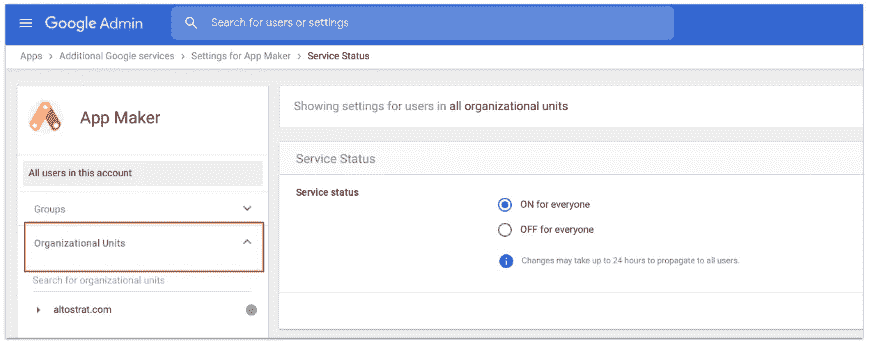 Google Admin
Search for users or settings
Apps > Additional Google services > Settings for App Maker > Service Status
App Maker
All users in this account
Groups
Organizational Units
Search for organizational units
altostrat.com
Showing settings for users in all organizational units
Service Status
Service status
ON for everyone
OFF for everyone
Changes may take up to 24 hours to propagate to all users.